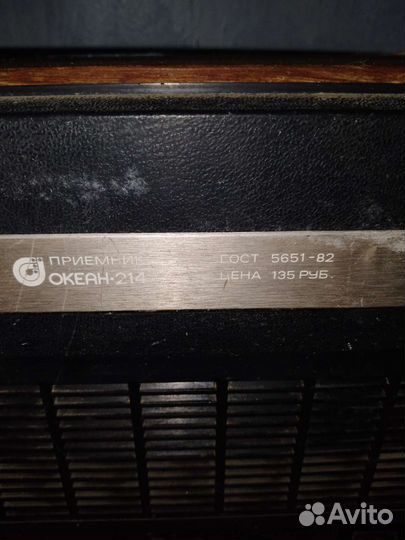 ПРИЕМНИК
ОКЕАН-214
ГОСТ 5651-82
ЦЕНА 135 РУБ.
Avito